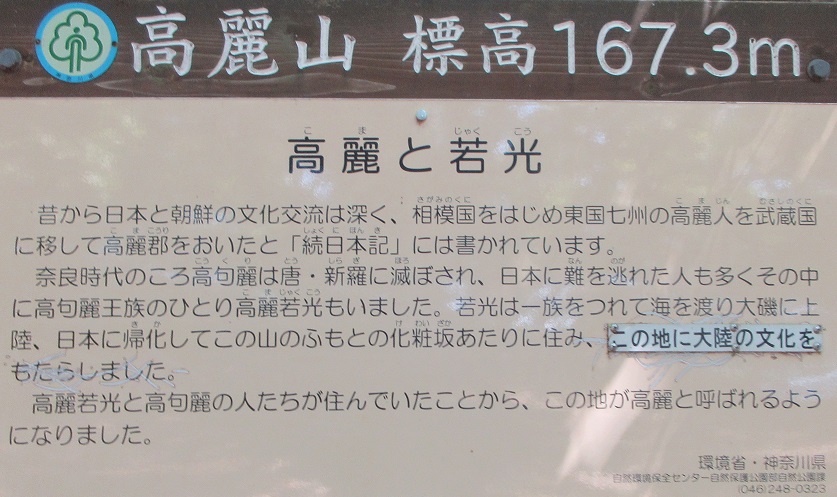 高麗山 標高167.3m
高麗と若光
昔から日本と朝鮮の文化交流は深く、相模国をはじめ東国七州の高麗人を武蔵国
に移して高麗郡をおいたと「続日本記」には書かれています。
奈良時代のころ高句麗は唐・新羅に滅ぼされ、日本に難を逃れた人も多くその中
に高句麗王族のひとり高麗若光もいました。若光は一族をつれて海を渡り大磯に上
陸、日本に帰化してこの山のふもとの化粧坂あたりに住み、この地に大陸の文化を
もたらしました。
高麗若光と高句麗の人たちが住んでいたことから、この地が高麗と呼ばれるよう
になりました。
環境省・神奈川県
自然環境保全センター自然保護公園部自然公園課
(046)248-0323